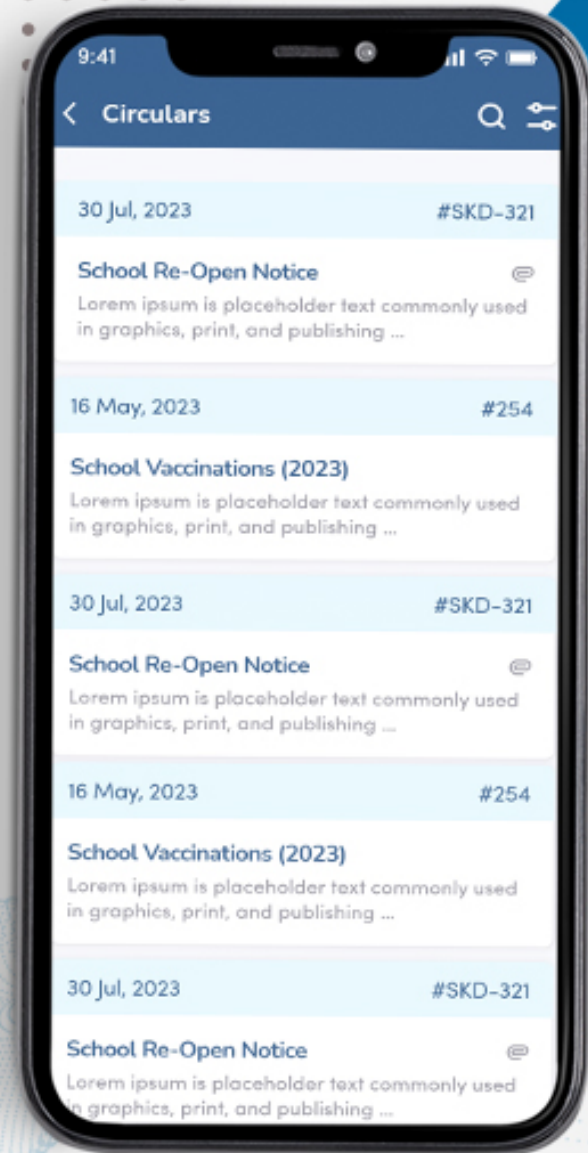 9:41
Circulars
30 Jul, 2023 #SKD-321
School Re-Open Notice
Lorem ipsum is placeholder text commonly used
in graphics, print, and publishing ...
16 May, 2023 #254
School Vaccinations (2023)
Lorem ipsum is placeholder text commonly used
in graphics, print, and publishing ...
30 Jul, 2023 #SKD-321
School Re-Open Notice
Lorem ipsum is placeholder text commonly used
in graphics, print, and publishing ...
16 May, 2023 #254
School Vaccinations (2023)
Lorem ipsum is placeholder text commonly used
in graphics, print, and publishing ...
30 Jul, 2023 #SKD-321
School Re-Open Notice
Lorem ipsum is placeholder text commonly used
in graphics, print, and publishing ...